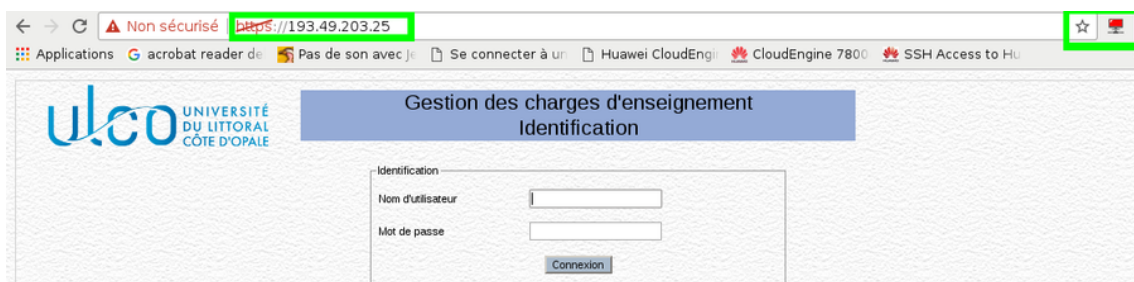 Non sécurisé | https://193.49.203.25
Applications acrobat reader de Pas de son avec Je Se connecter à un Huawei CloudEngi CloudEngine 7800 SSH Access to Hu
ulco UNIVERSITÉ
DU LITTORAL
CÔTE D'OPALE
Gestion des charges d'enseignement
Identification
Identification
Nom d'utilisateur
Mot de passe
Connexion